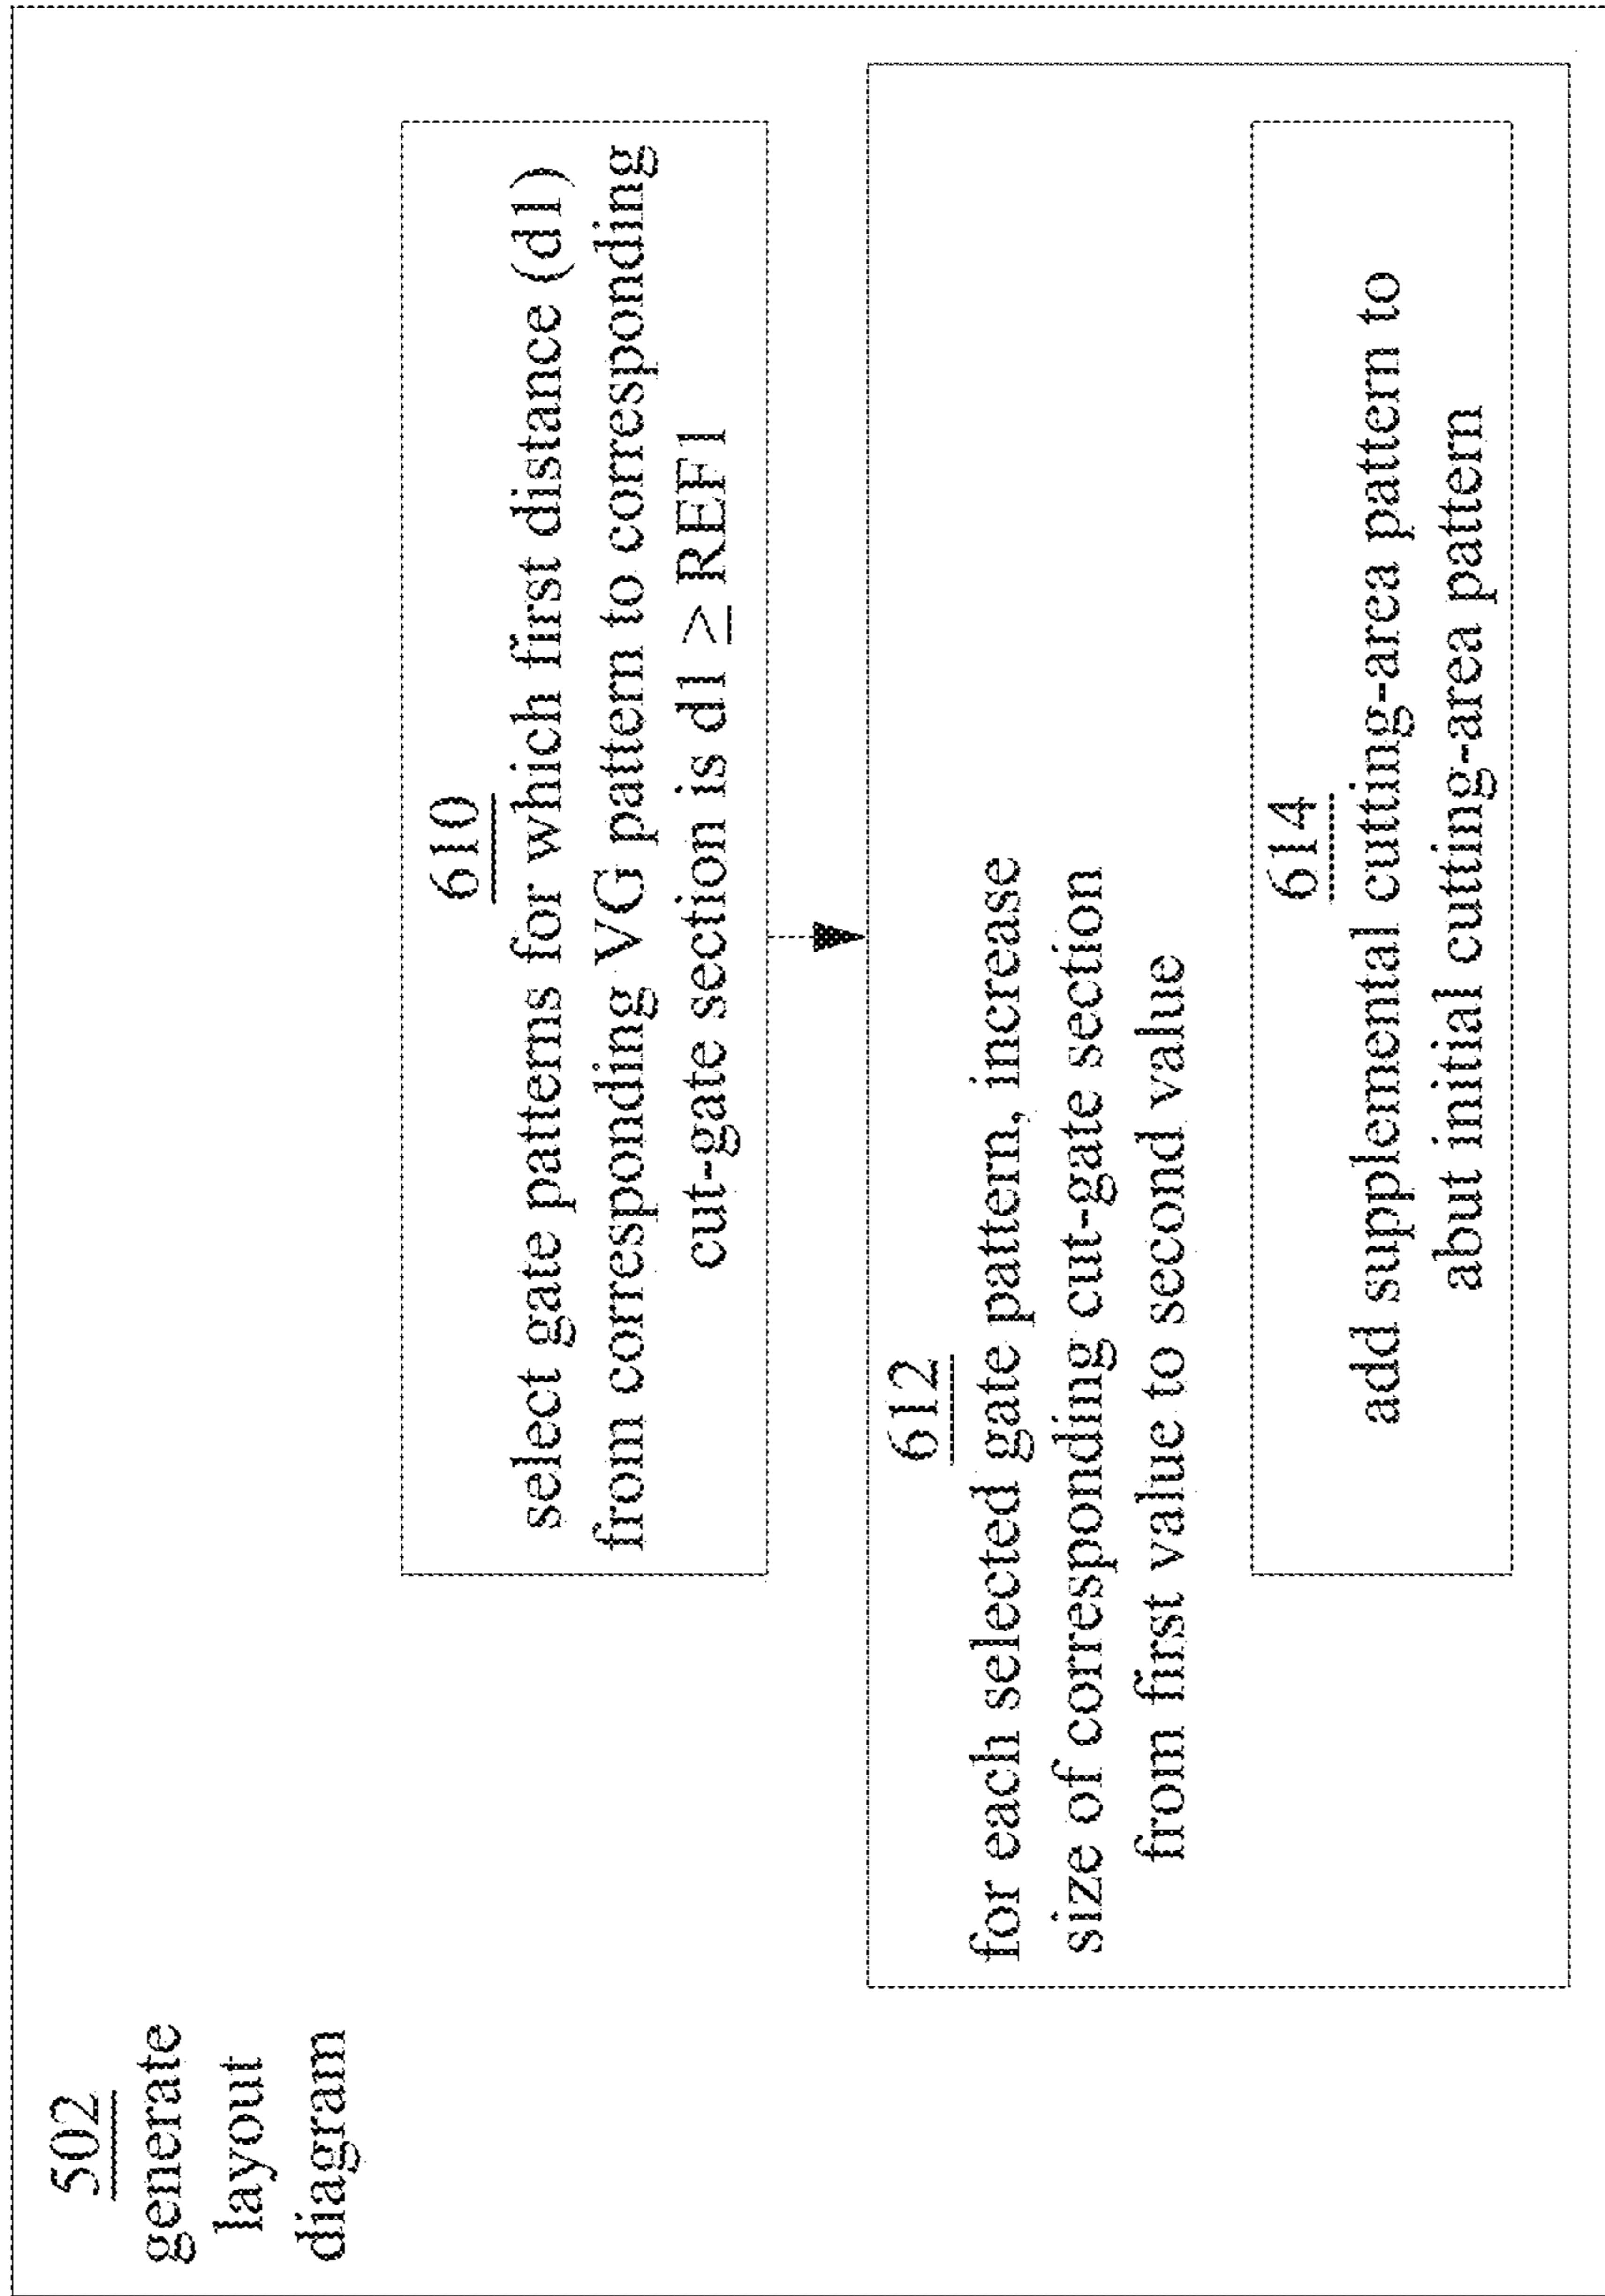 502
generate
layout
diagram
610
select gate patterns for which first distance (d1)
from corresponding VG pattern to corresponding
cut-gate section is d1 ≥ REF1
612
for each selected gate pattern, increase
size of corresponding cut-gate section
from first value to second value
614
add supplemental cutting-area pattern to
abut initial cutting-area pattern